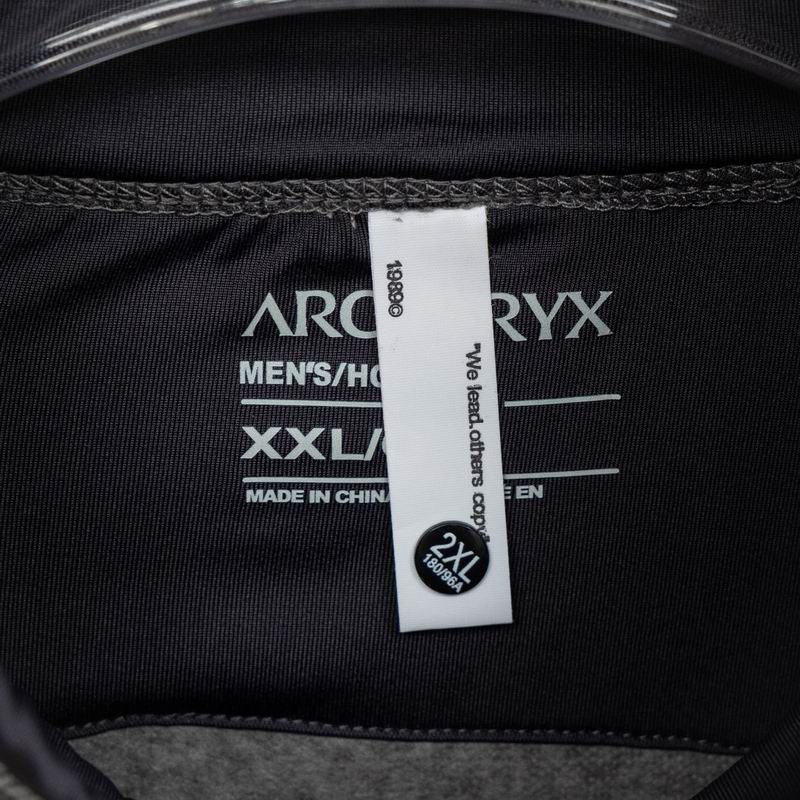 1989©
ARC RYX
MEN'S/HO
XXL/
MADE IN CHINA E EN
"We lead.others copy"
2XL
180/96A